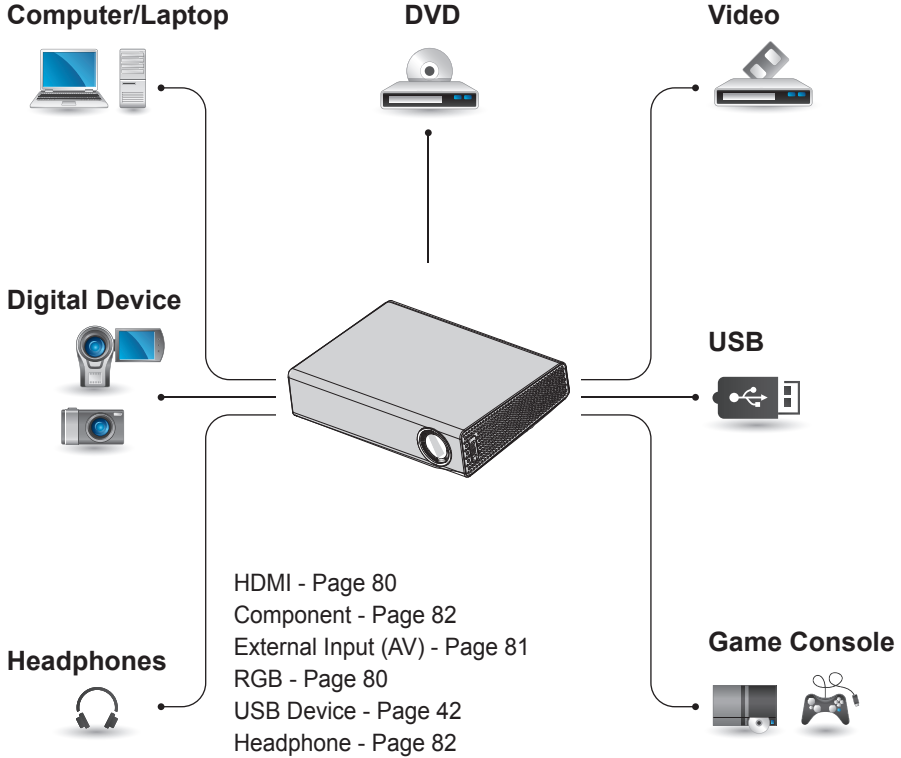 Computer/Laptop
DVD
Video
Digital Device
USB
HDMI - Page 80
Component - Page 82
External Input (AV) - Page 81
RGB - Page 80
USB Device - Page 42
Headphone - Page 82
Headphones
Game Console